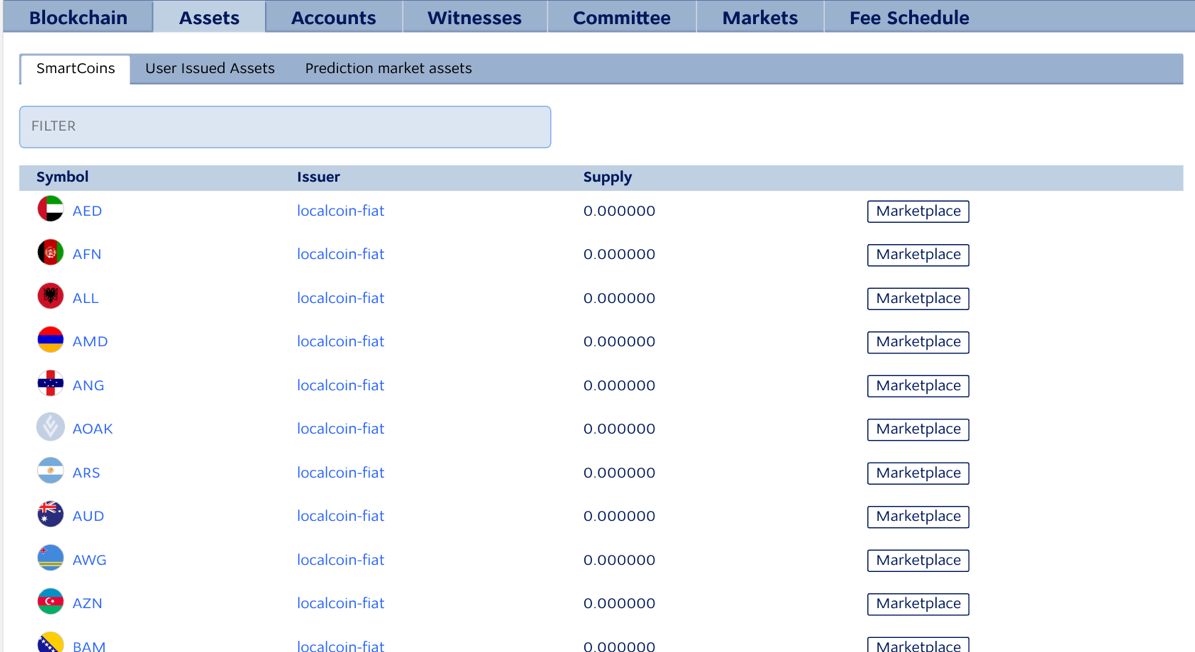 Blockchain Assets Accounts Witnesses Committee Markets Fee Schedule
SmartCoins User Issued Assets Prediction market assets
FILTER
Symbol Issuer Supply
AED localcoin-fiat 0.000000 Marketplace
AFN localcoin-fiat 0.000000 Marketplace
ALL localcoin-fiat 0.000000 Marketplace
AMD localcoin-fiat 0.000000 Marketplace
ANG localcoin-fiat 0.000000 Marketplace
AOAK localcoin-fiat 0.000000 Marketplace
ARS localcoin-fiat 0.000000 Marketplace
AUD localcoin-fiat 0.000000 Marketplace
AWG localcoin-fiat 0.000000 Marketplace
AZN localcoin-fiat 0.000000 Marketplace
BAM localcoin-fiat 0.000000 Marketplace